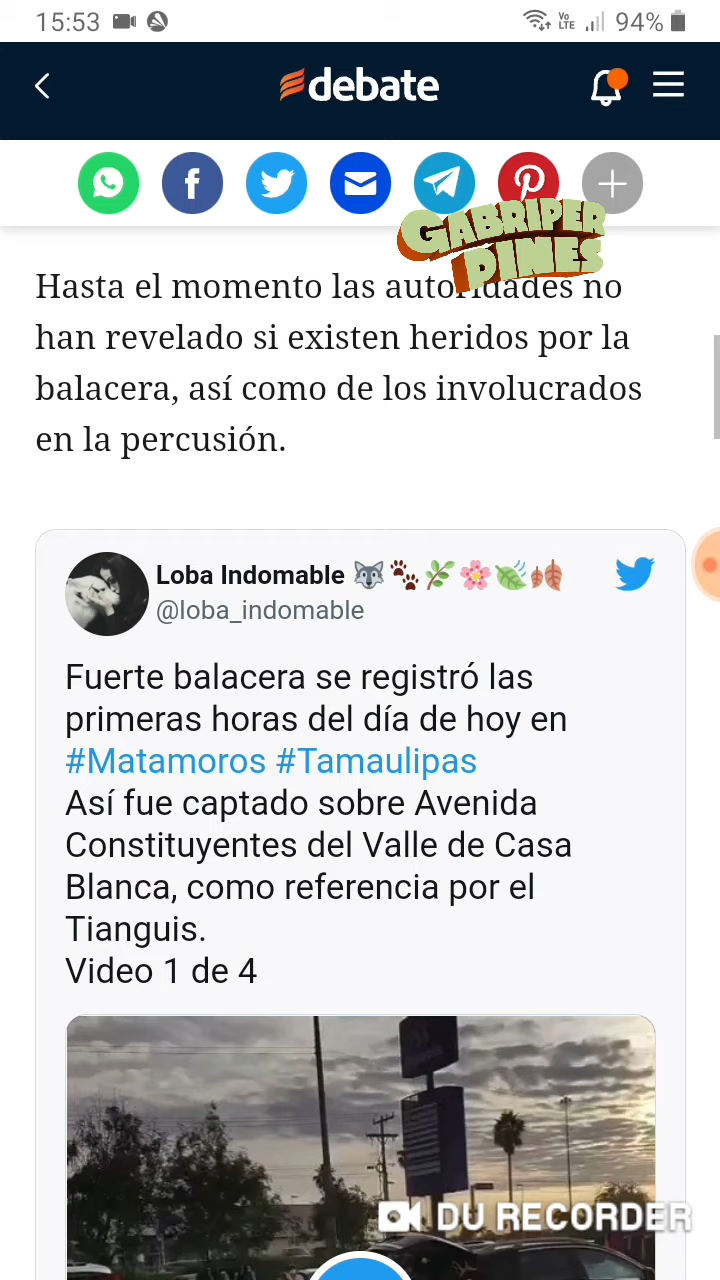 15:53
Vo
LTE
94%
debate
GABRIPER
DIMES
Hasta el momento las autoridades no
han revelado si existen heridos por la
balacera, así como de los involucrados
en la percusión.
Loba Indomable
@loba_indomable
Fuerte balacera se registró las
primeras horas del día de hoy en
#Matamoros #Tamaulipas
Así fue captado sobre Avenida
Constituyentes del Valle de Casa
Blanca, como referencia por el
Tianguis.
Video 1 de 4
DU RECORDER